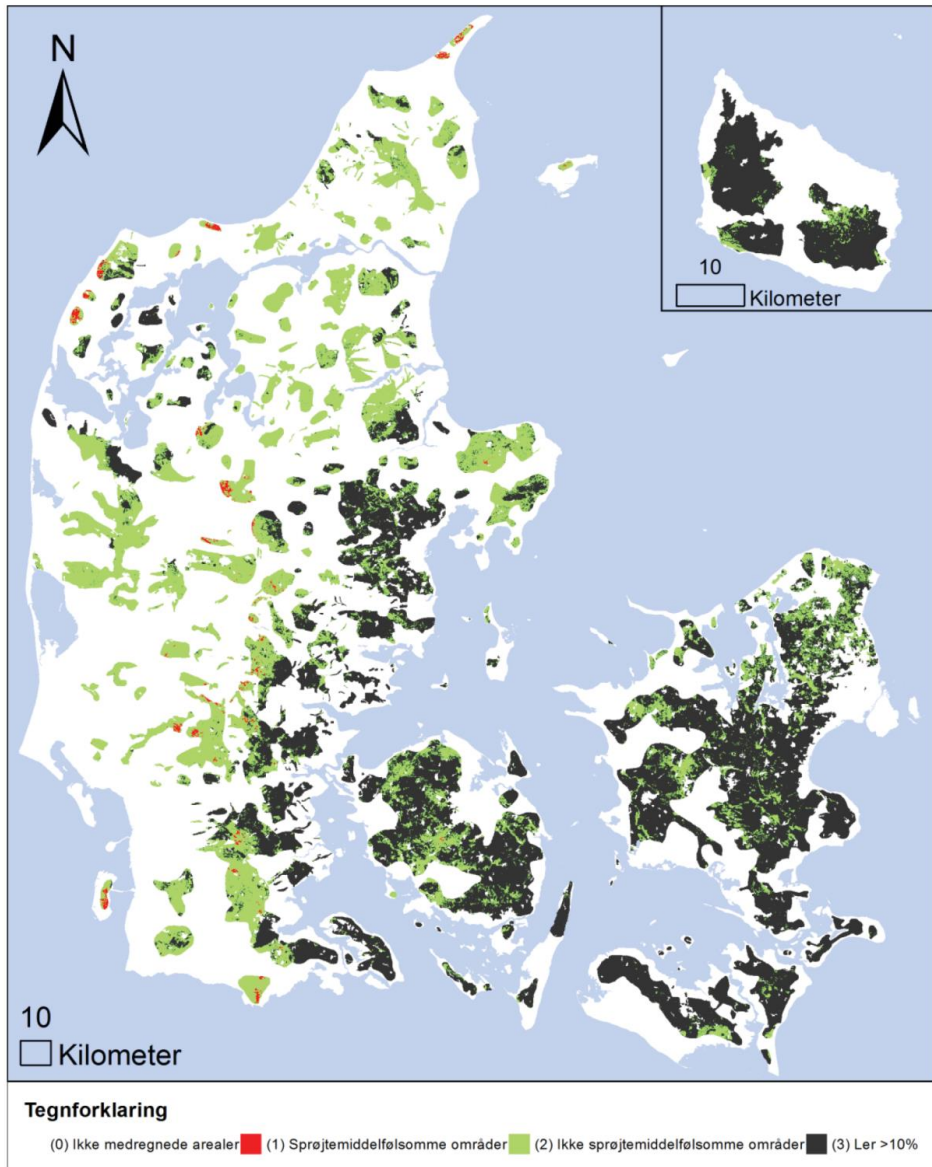 N
10
Kilometer
10
Kilometer
Tegnforklaring
(0) Ikke medregnede arealer (1) Sprøjtemiddelfølsomme områder (2) Ikke sprøjtemiddelfølsomme områder (3) Ler >10%